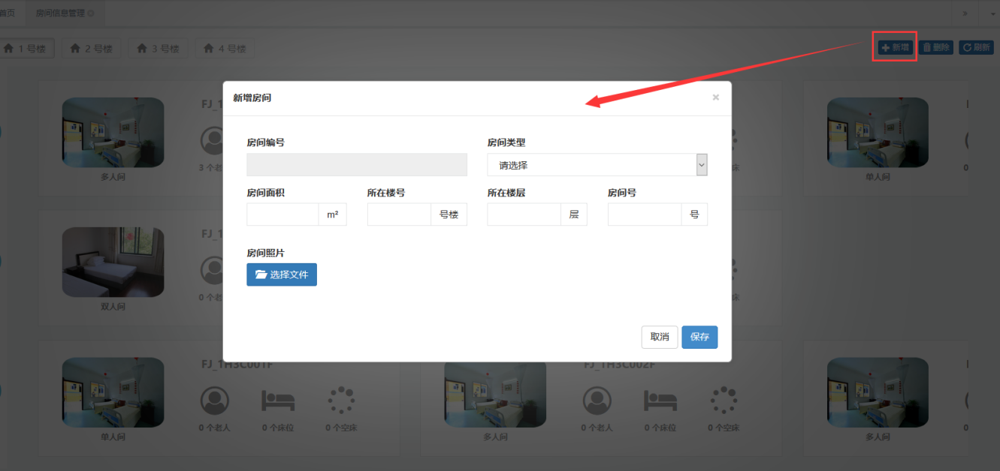 首页 房间信息管理
1 号楼 2 号楼 3 号楼 4 号楼 新增 删除 刷新
新增房间 ×
房间编号 房间类型
请选择
房间面积 所在楼号 所在楼层 房间号
m² 号楼 层 号
房间照片
选择文件
取消 保存
FJ_1
3 个老
床
多人间 单人间
0
FJ_1
0 个老
床
双人间
FJ_1H3C001F FJ_1H3C002F
0 个老人 0 个床位 0 个空床 0 个老人 0 个床位 0 个空床 0
单人间 多人间 多人间